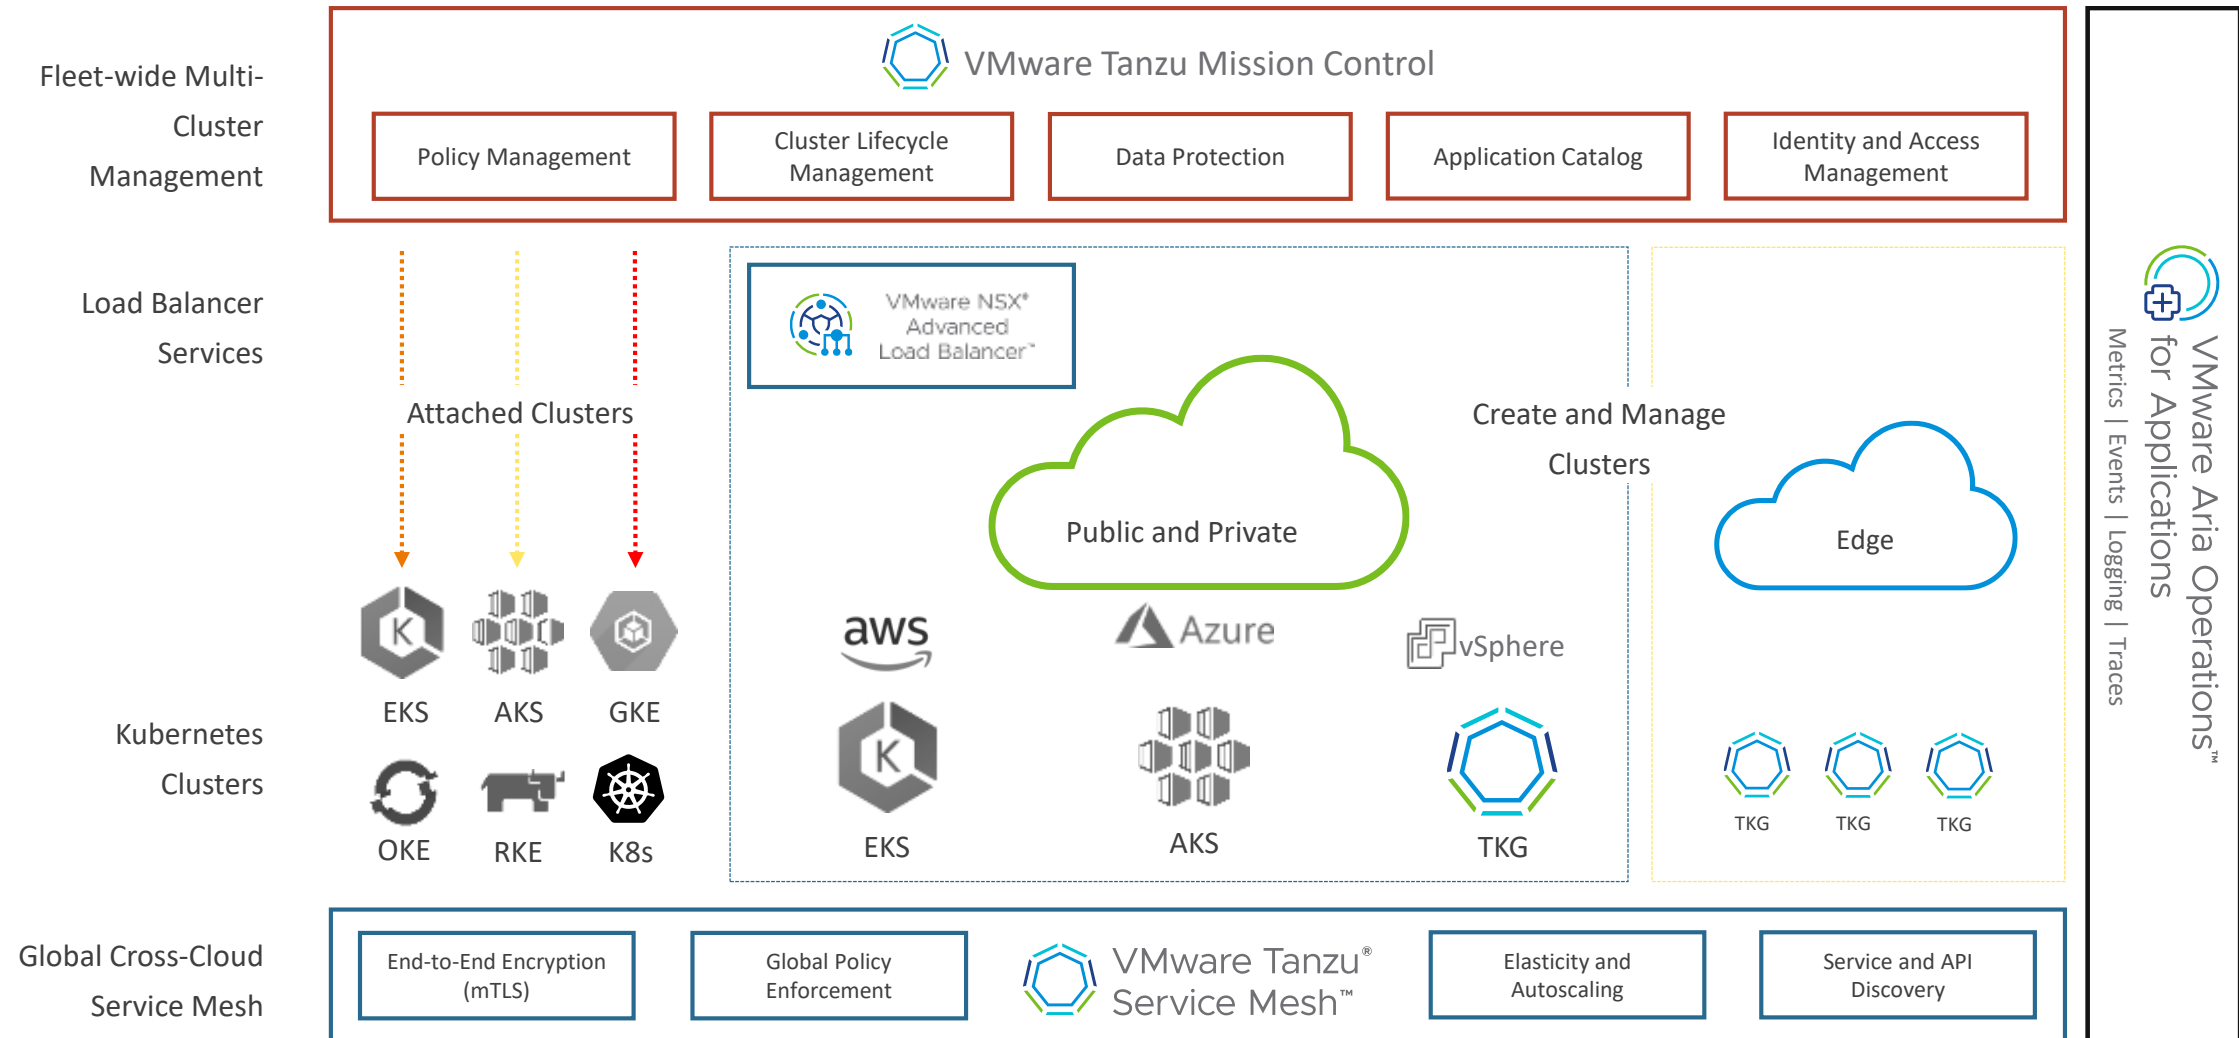 Fleet-wide Multi-
Cluster
Management
VMware Tanzu Mission Control
Policy Management
Cluster Lifecycle
Management
Data Protection
Application Catalog
Identity and Access
Management
Load Balancer
Services
VMware NSX®
Advanced
Load Balancer™
Attached Clusters
Create and Manage
Clusters
Public and Private
Edge
aws
Azure
vSphere
Kubernetes
Clusters
EKS
AKS
GKE
OKE
RKE
K8s
K
K
EKS
AKS
TKG
TKG
TKG
TKG
Global Cross-Cloud
Service Mesh
End-to-End Encryption
(mTLS)
Global Policy
Enforcement
VMware Tanzu®
Service Mesh™
Elasticity and
Autoscaling
Service and API
Discovery
VMware Aria Operations™
for Applications
Metrics | Events | Logging | Traces